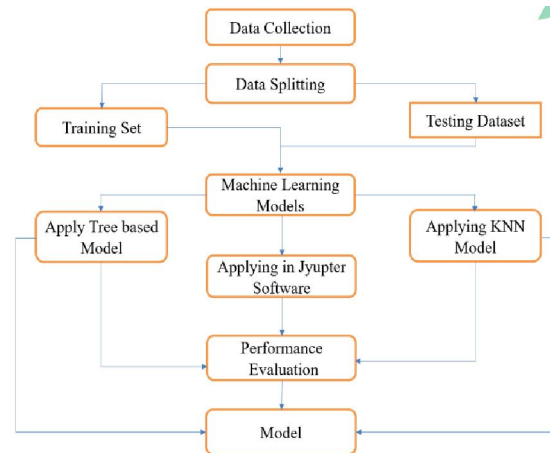 Data Collection
Data Splitting
Training Set
Testing Dataset
Machine Learning
Models
Apply Tree based
Model
Applying KNN
Model
Applying in Jyupter
Software
Performance
Evaluation
Model